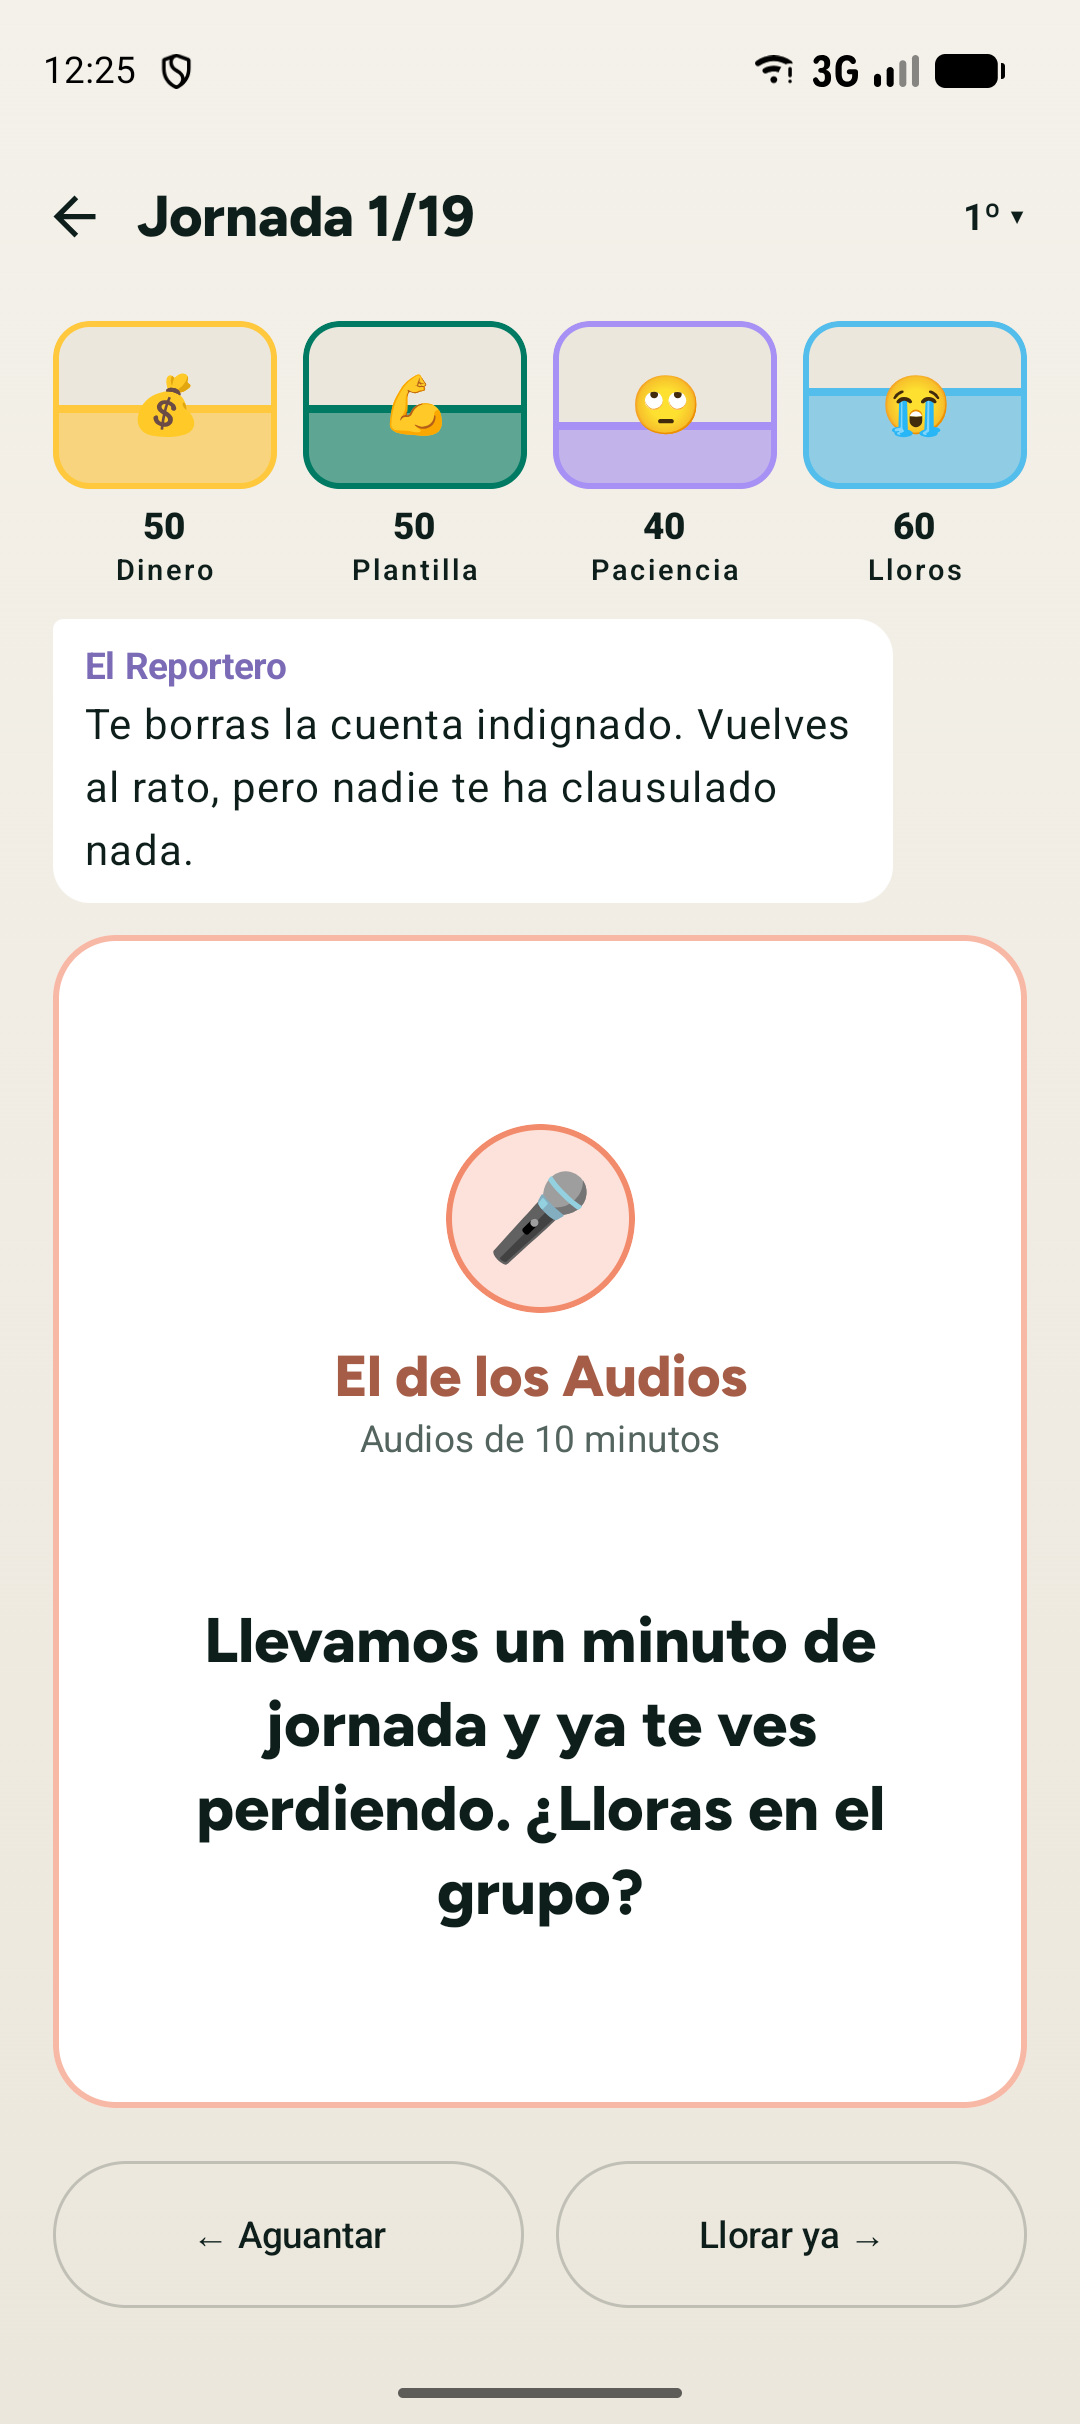 12:25
3G
← Jornada 1/19
1º ▾
50
Dinero
50
Plantilla
40
Paciencia
60
Lloros
El Reportero
Te borras la cuenta indignado. Vuelves
al rato, pero nadie te ha clausulado
nada.
El de los Audios
Audios de 10 minutos
Llevamos un minuto de
jornada y ya te ves
perdiendo. ¿Lloras en el
grupo?
← Aguantar
Llorar ya →